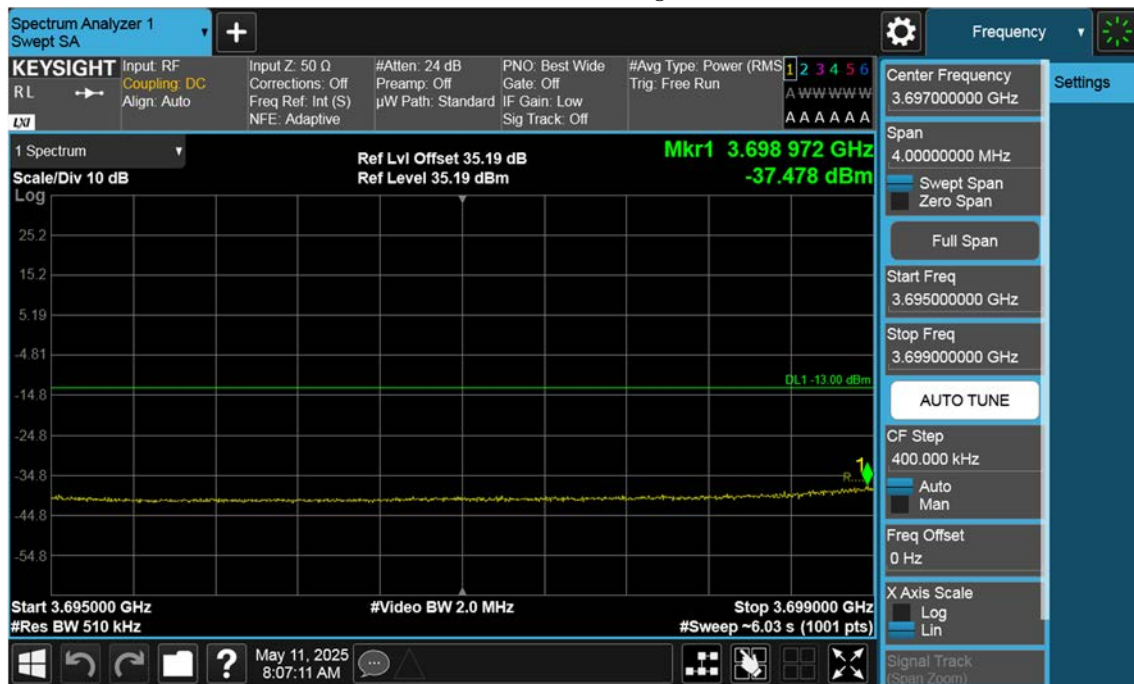 Spectrum Analyzer 1
Swept SA
+
Frequency
KEYSIGHT
RL
LXI
Input: RF
Coupling: DC
Align: Auto
Input Z: 50 Ω
Corrections: Off
Freq Ref: Int (S)
NFE: Adaptive
#Atten: 24 dB
Preamp: Off
µW Path: Standard
PNO: Best Wide
Gate: Off
IF Gain: Low
Sig Track: Off
#Avg Type: Power (RMS
Trig: Free Run
1 2 3 4 5 6
A W W W W W
A A A A A A
1 Spectrum
Scale/Div 10 dB
Ref Lvl Offset 35.19 dB
Ref Level 35.19 dBm
Mkr1 3.698 972 GHz
-37.478 dBm
Log
25.2
15.2
5.19
-4.81
-14.8
-24.8
-34.8
-44.8
-54.8
DL1 -13.00 dBm
1
R...
Start 3.695000 GHz
#Res BW 510 kHz
#Video BW 2.0 MHz
Stop 3.699000 GHz
#Sweep ~6.03 s (1001 pts)
Center Frequency
3.697000000 GHz
Span
4.00000000 MHz
Swept Span
Zero Span
Full Span
Start Freq
3.695000000 GHz
Stop Freq
3.699000000 GHz
AUTO TUNE
CF Step
400.000 kHz
Auto
Man
Freq Offset
0 Hz
X Axis Scale
Log
Lin
Signal Track
(Span Zoom)
Settings
?
May 11, 2025
8:07:11 AM